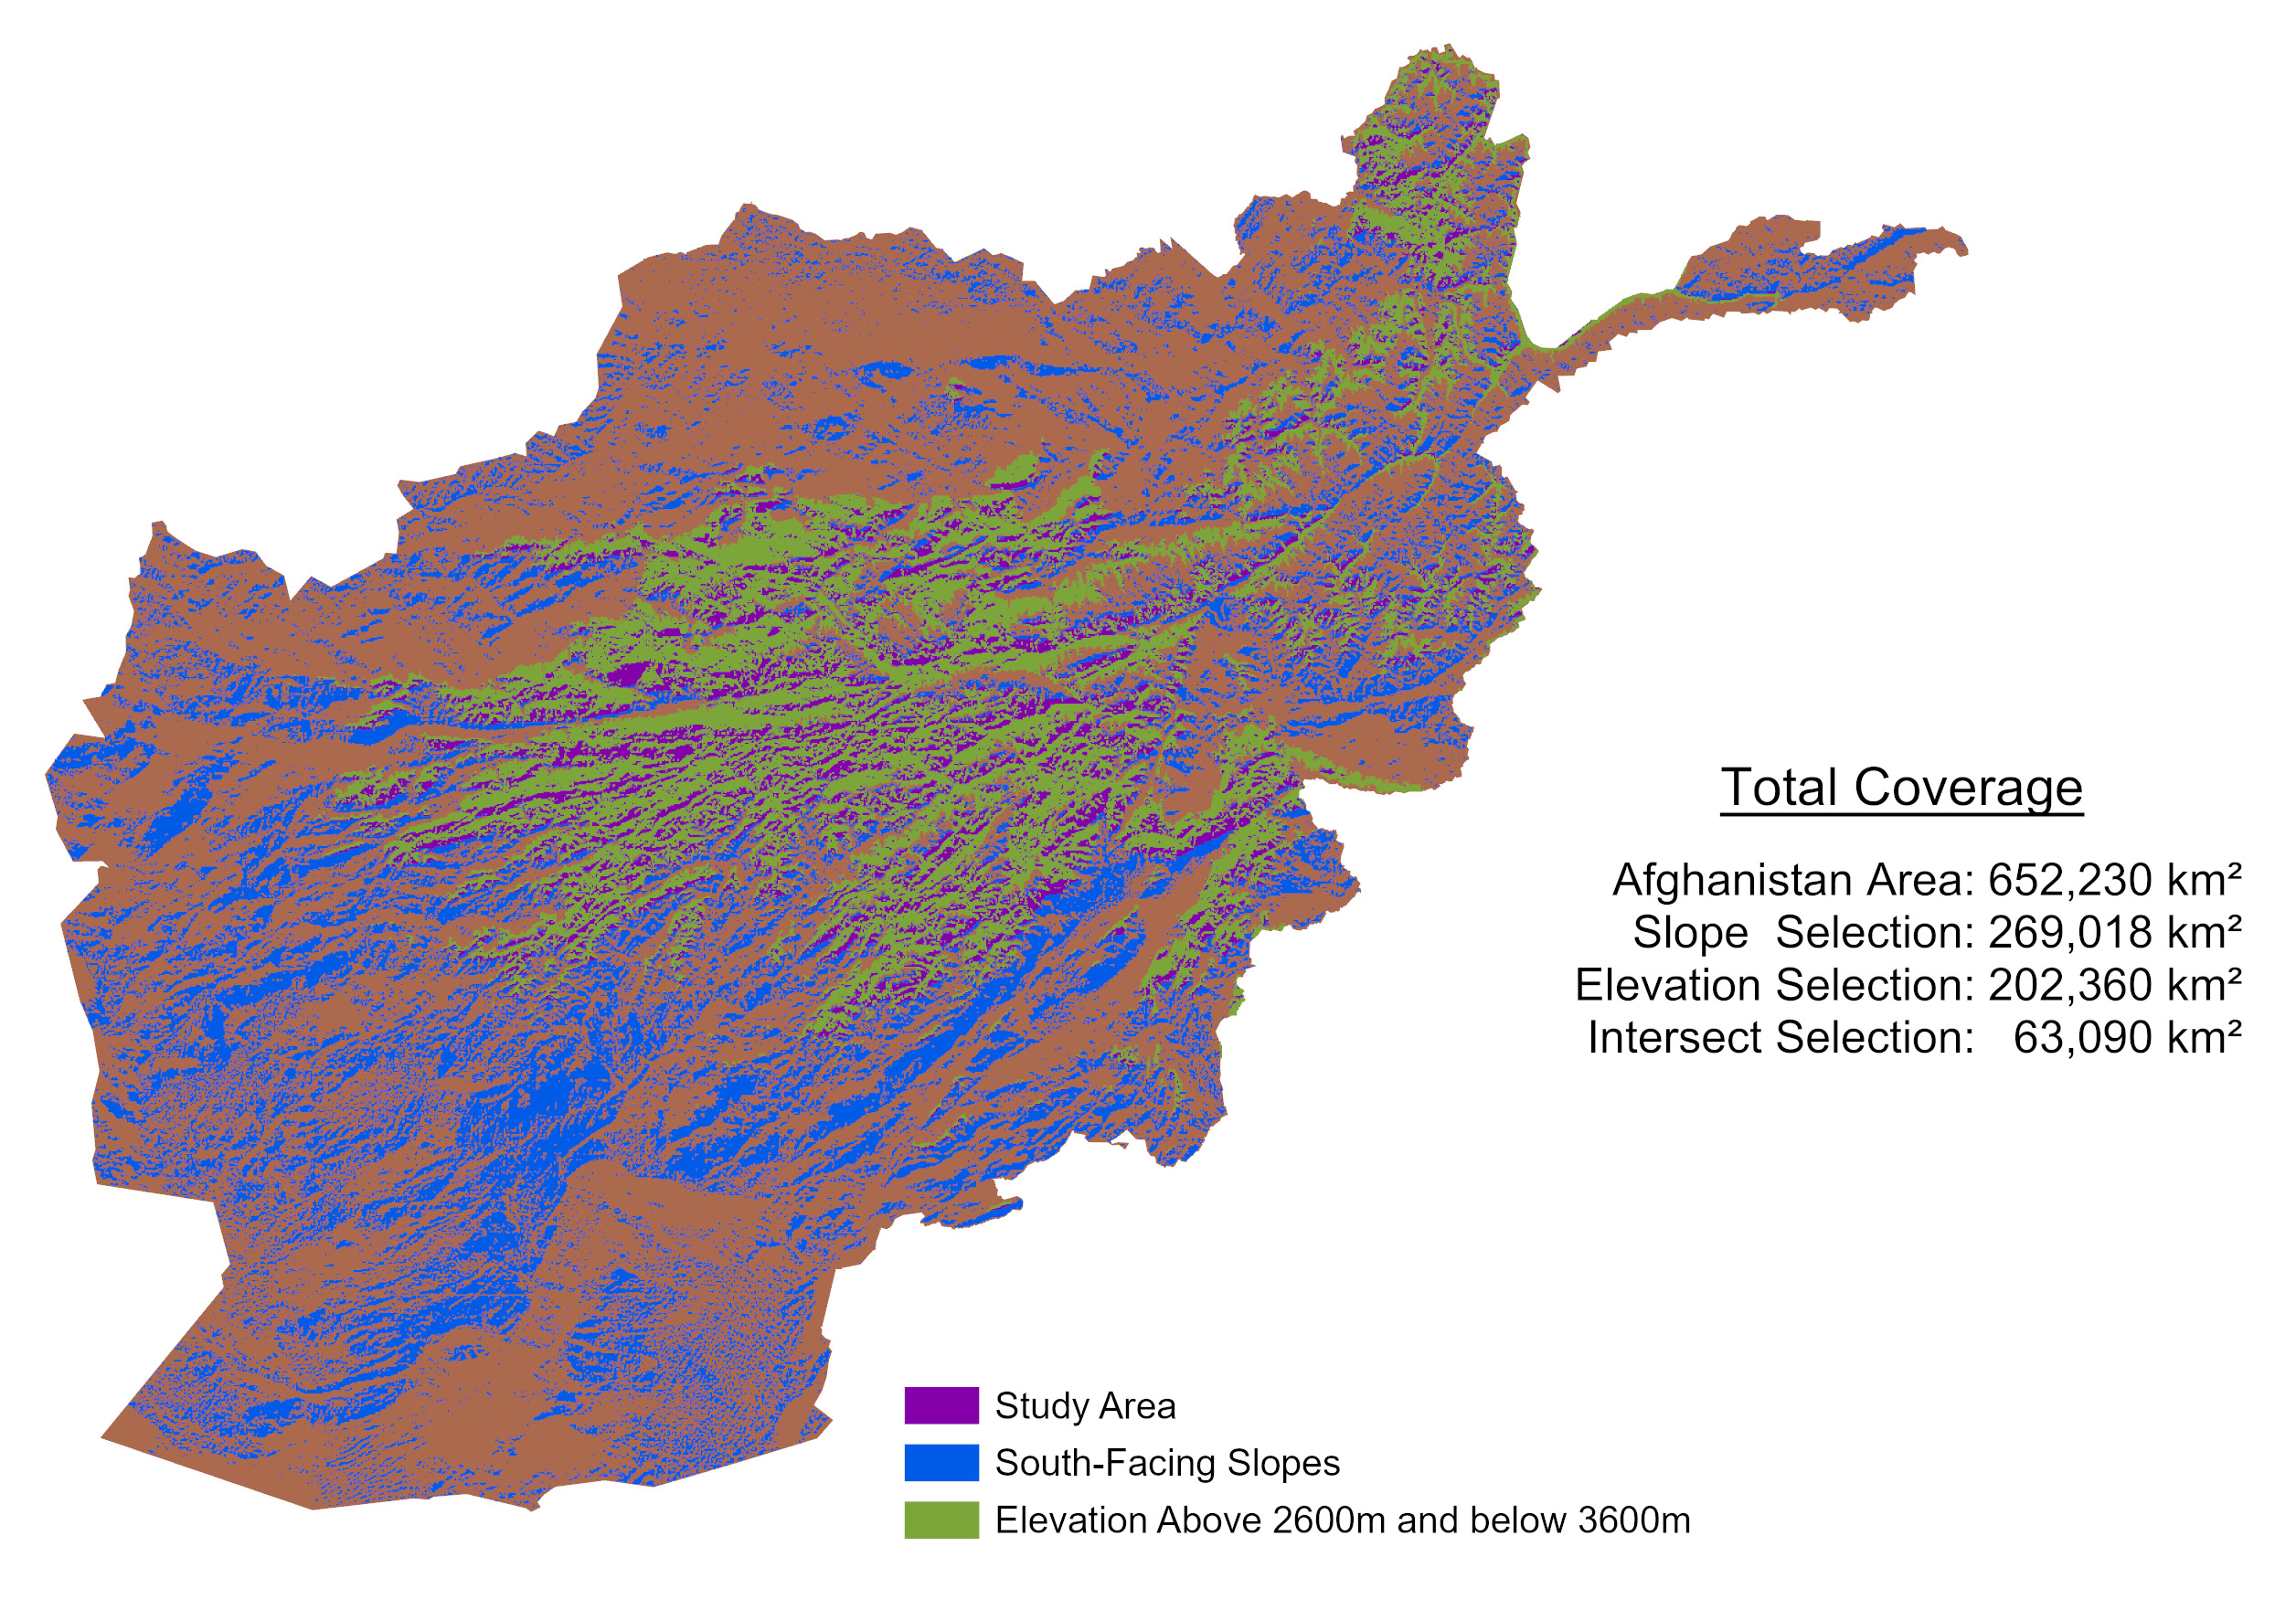 Total Coverage
Afghanistan Area: 652,230 km²
Slope Selection: 269,018 km²
Elevation Selection: 202,360 km²
Intersect Selection: 63,090 km²
Study Area
South-Facing Slopes
Elevation Above 2600m and below 3600m